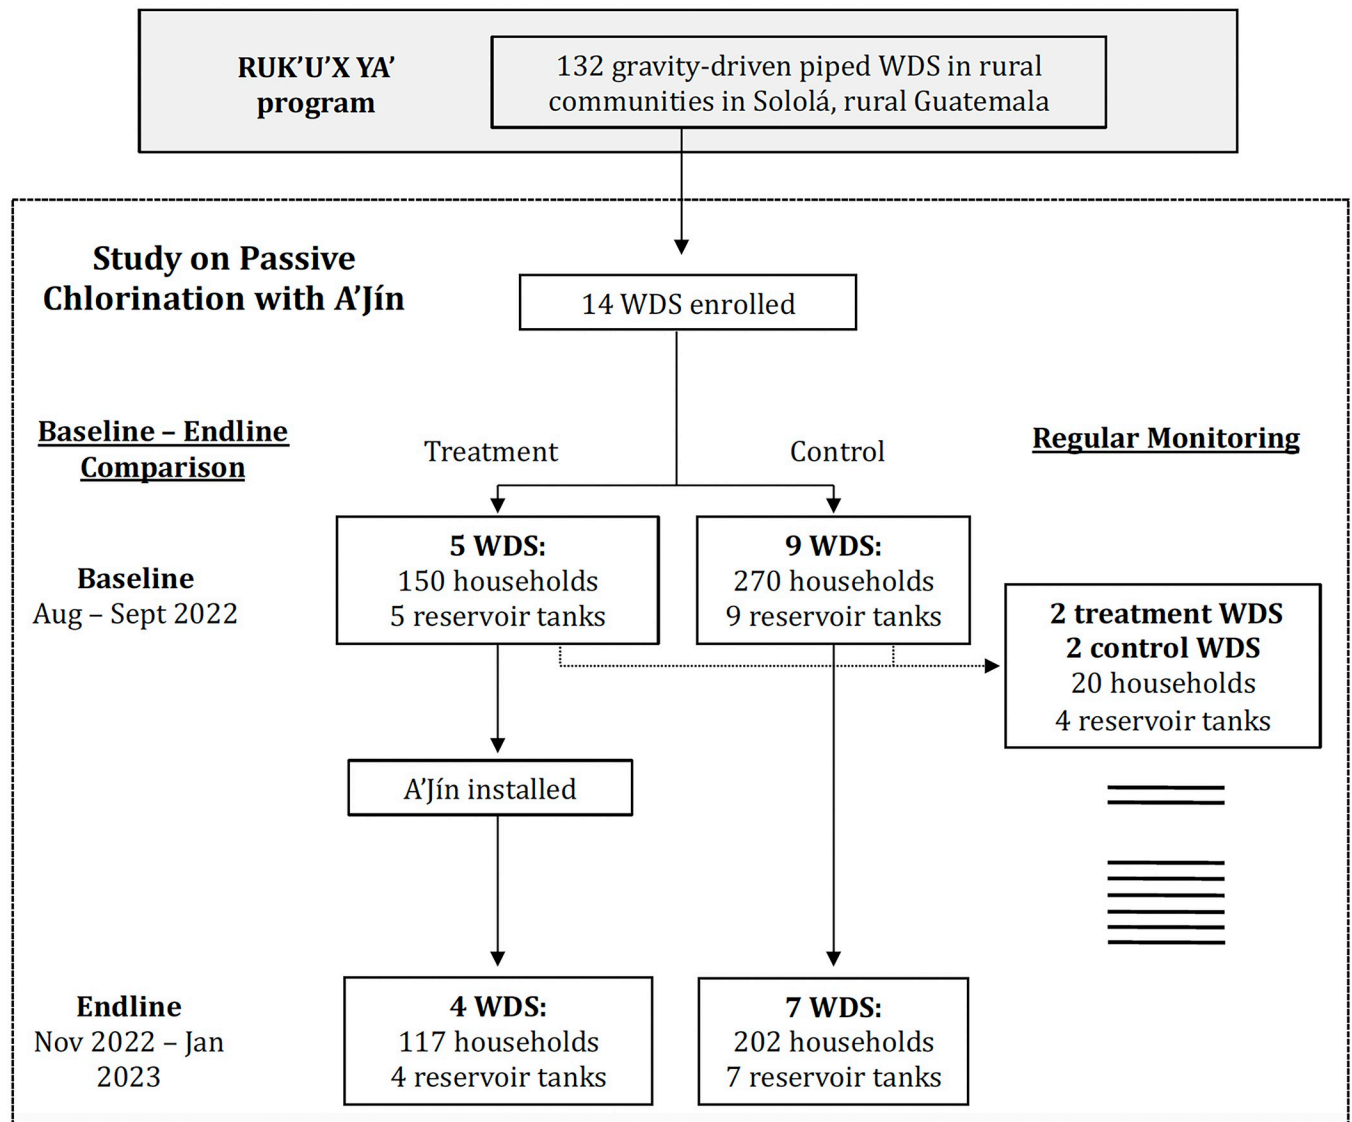 RUK’U’X YA’
program
132 gravity-driven piped WDS in rural
communities in Sololá, rural Guatemala
Study on Passive
Chlorination with A’Jín
14 WDS enrolled
Baseline – Endline
Comparison
Treatment
Control
Regular Monitoring
Baseline
Aug – Sept 2022
5 WDS:
150 households
5 reservoir tanks
9 WDS:
270 households
9 reservoir tanks
2 treatment WDS
2 control WDS
20 households
4 reservoir tanks
A’Jín installed
Endline
Nov 2022 – Jan
2023
4 WDS:
117 households
4 reservoir tanks
7 WDS:
202 households
7 reservoir tanks